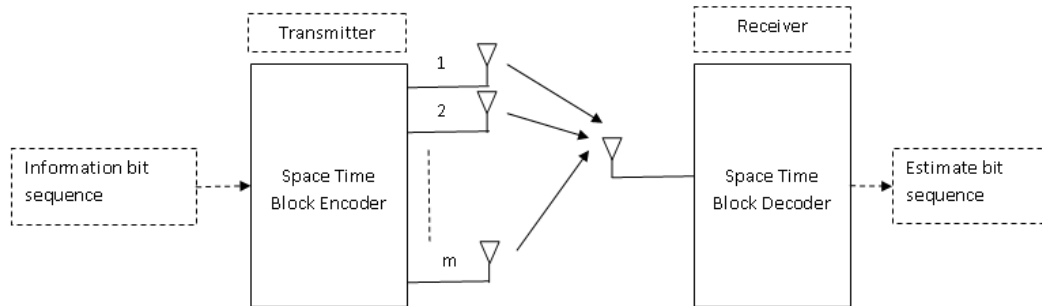 Transmitter
Receiver
1
2
m
Information bit
sequence
Space Time
Block Encoder
Space Time
Block Decoder
Estimate bit
sequence